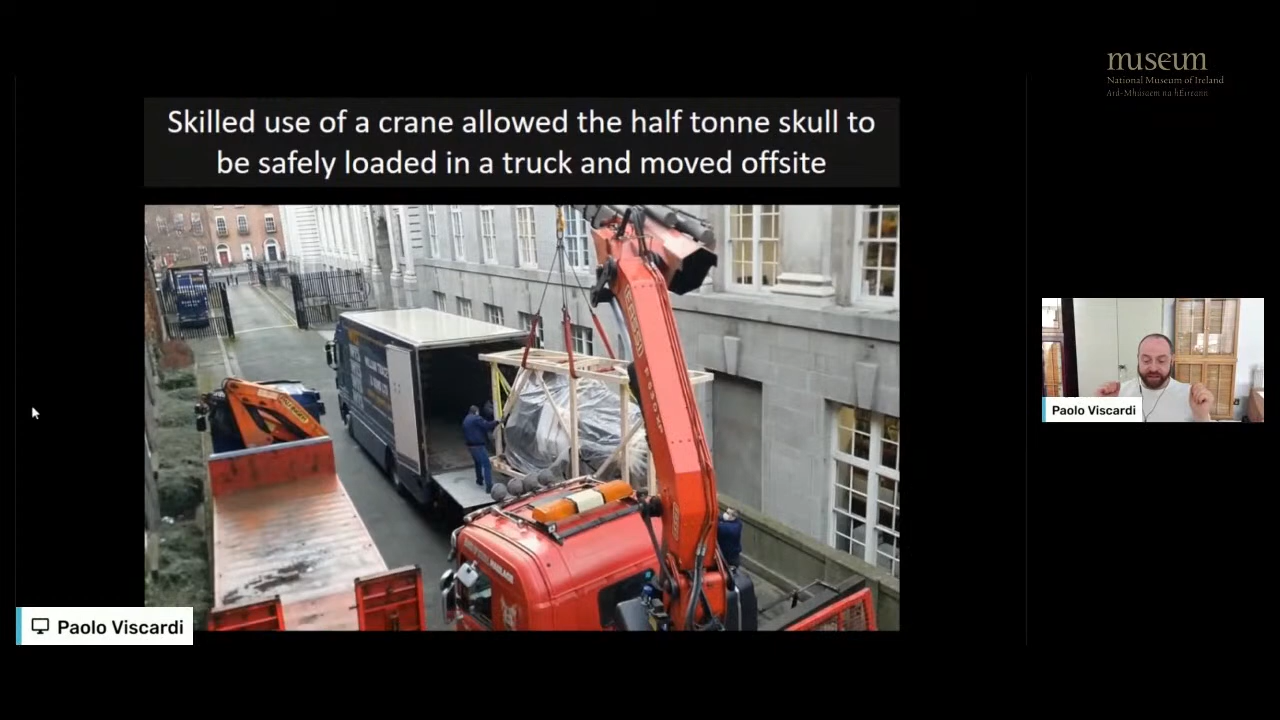 museum
National Museum of Ireland
Ard-Mhúsaem na hÉireann
Skilled use of a crane allowed the half tonne skull to
be safely loaded in a truck and moved offsite
Paolo Viscardi
Paolo Viscardi